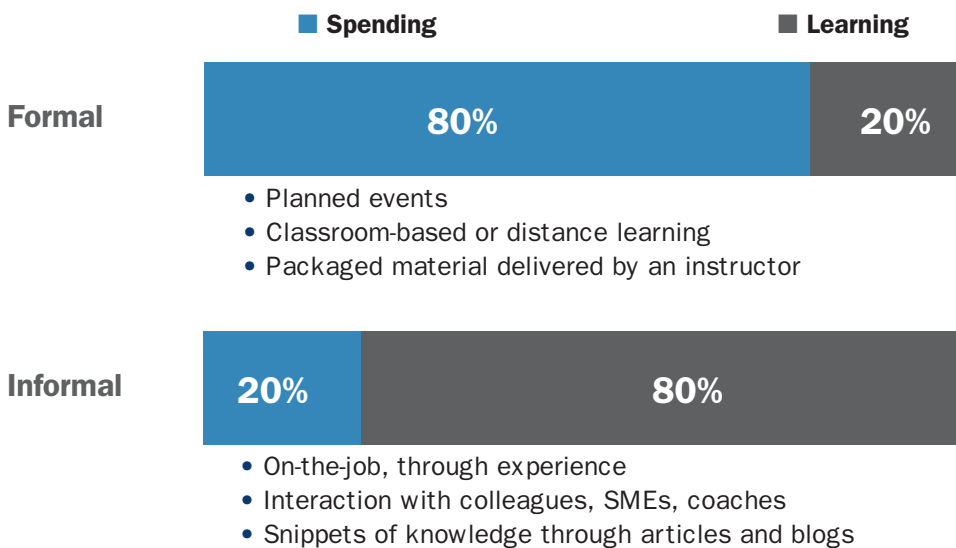 Spending Learning
Formal
80% 20%
• Planned events
• Classroom-based or distance learning
• Packaged material delivered by an instructor
Informal
20% 80%
• On-the-job, through experience
• Interaction with colleagues, SMEs, coaches
• Snippets of knowledge through articles and blogs